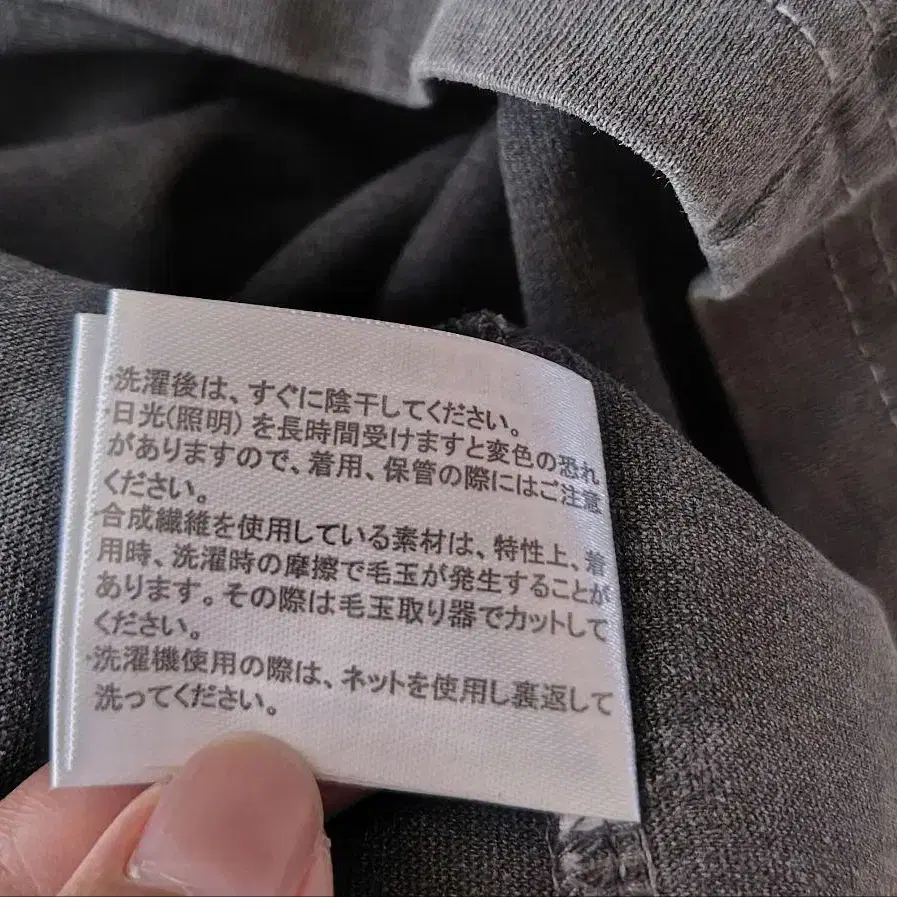 ・洗濯後は、すぐに陰干してください。
・日光(照明)を長時間受けますと変色の恐れ
がありますので、着用、保管の際にはご注意
ください。
・合成繊維を使用している素材は、特性上、着
用時、洗濯時の摩擦で毛玉が発生することが
あります。その際は毛玉取り器でカットして
ください。
・洗濯機使用の際は、ネットを使用し裏返して
洗ってください。